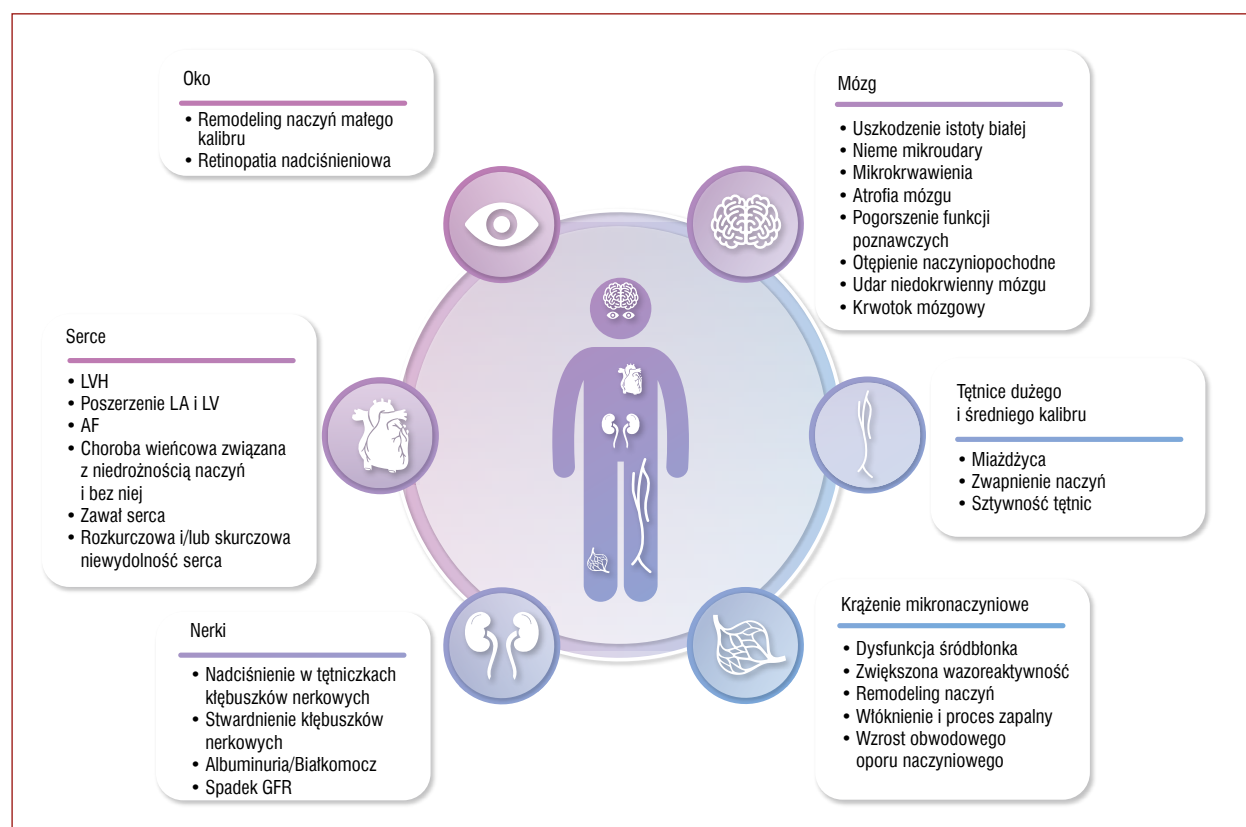 Oko
• Remodeling naczyń małego
kalibru
• Retinopatia nadciśnieniowa
Mózg
• Uszkodzenie istoty białej
• Nieme mikroudary
• Mikrokrwawienia
• Atrofia mózgu
• Pogorszenie funkcji
poznawczych
• Otępienie naczyniopochodne
• Udar niedokrwienny mózgu
• Krwotok mózgowy
Serce
• LVH
• Poszerzenie LA i LV
• AF
• Choroba wieńcowa związana
z niedrożnością naczyń
i bez niej
• Zawał serca
• Rozkurczowa i/lub skurczowa
niewydolność serca
Tętnice dużego
i średniego kalibru
• Miażdżyca
• Zwapnienie naczyń
• Sztywność tętnic
Nerki
• Nadciśnienie w tętniczkach
kłębuszków nerkowych
• Stwardnienie kłębuszków
nerkowych
• Albuminuria/Białkomocz
• Spadek GFR
Krążenie mikronaczyniowe
• Dysfunkcja śródbłonka
• Zwiększona wazoreaktywność
• Remodeling naczyń
• Włóknienie i proces zapalny
• Wzrost obwodowego
oporu naczyniowego